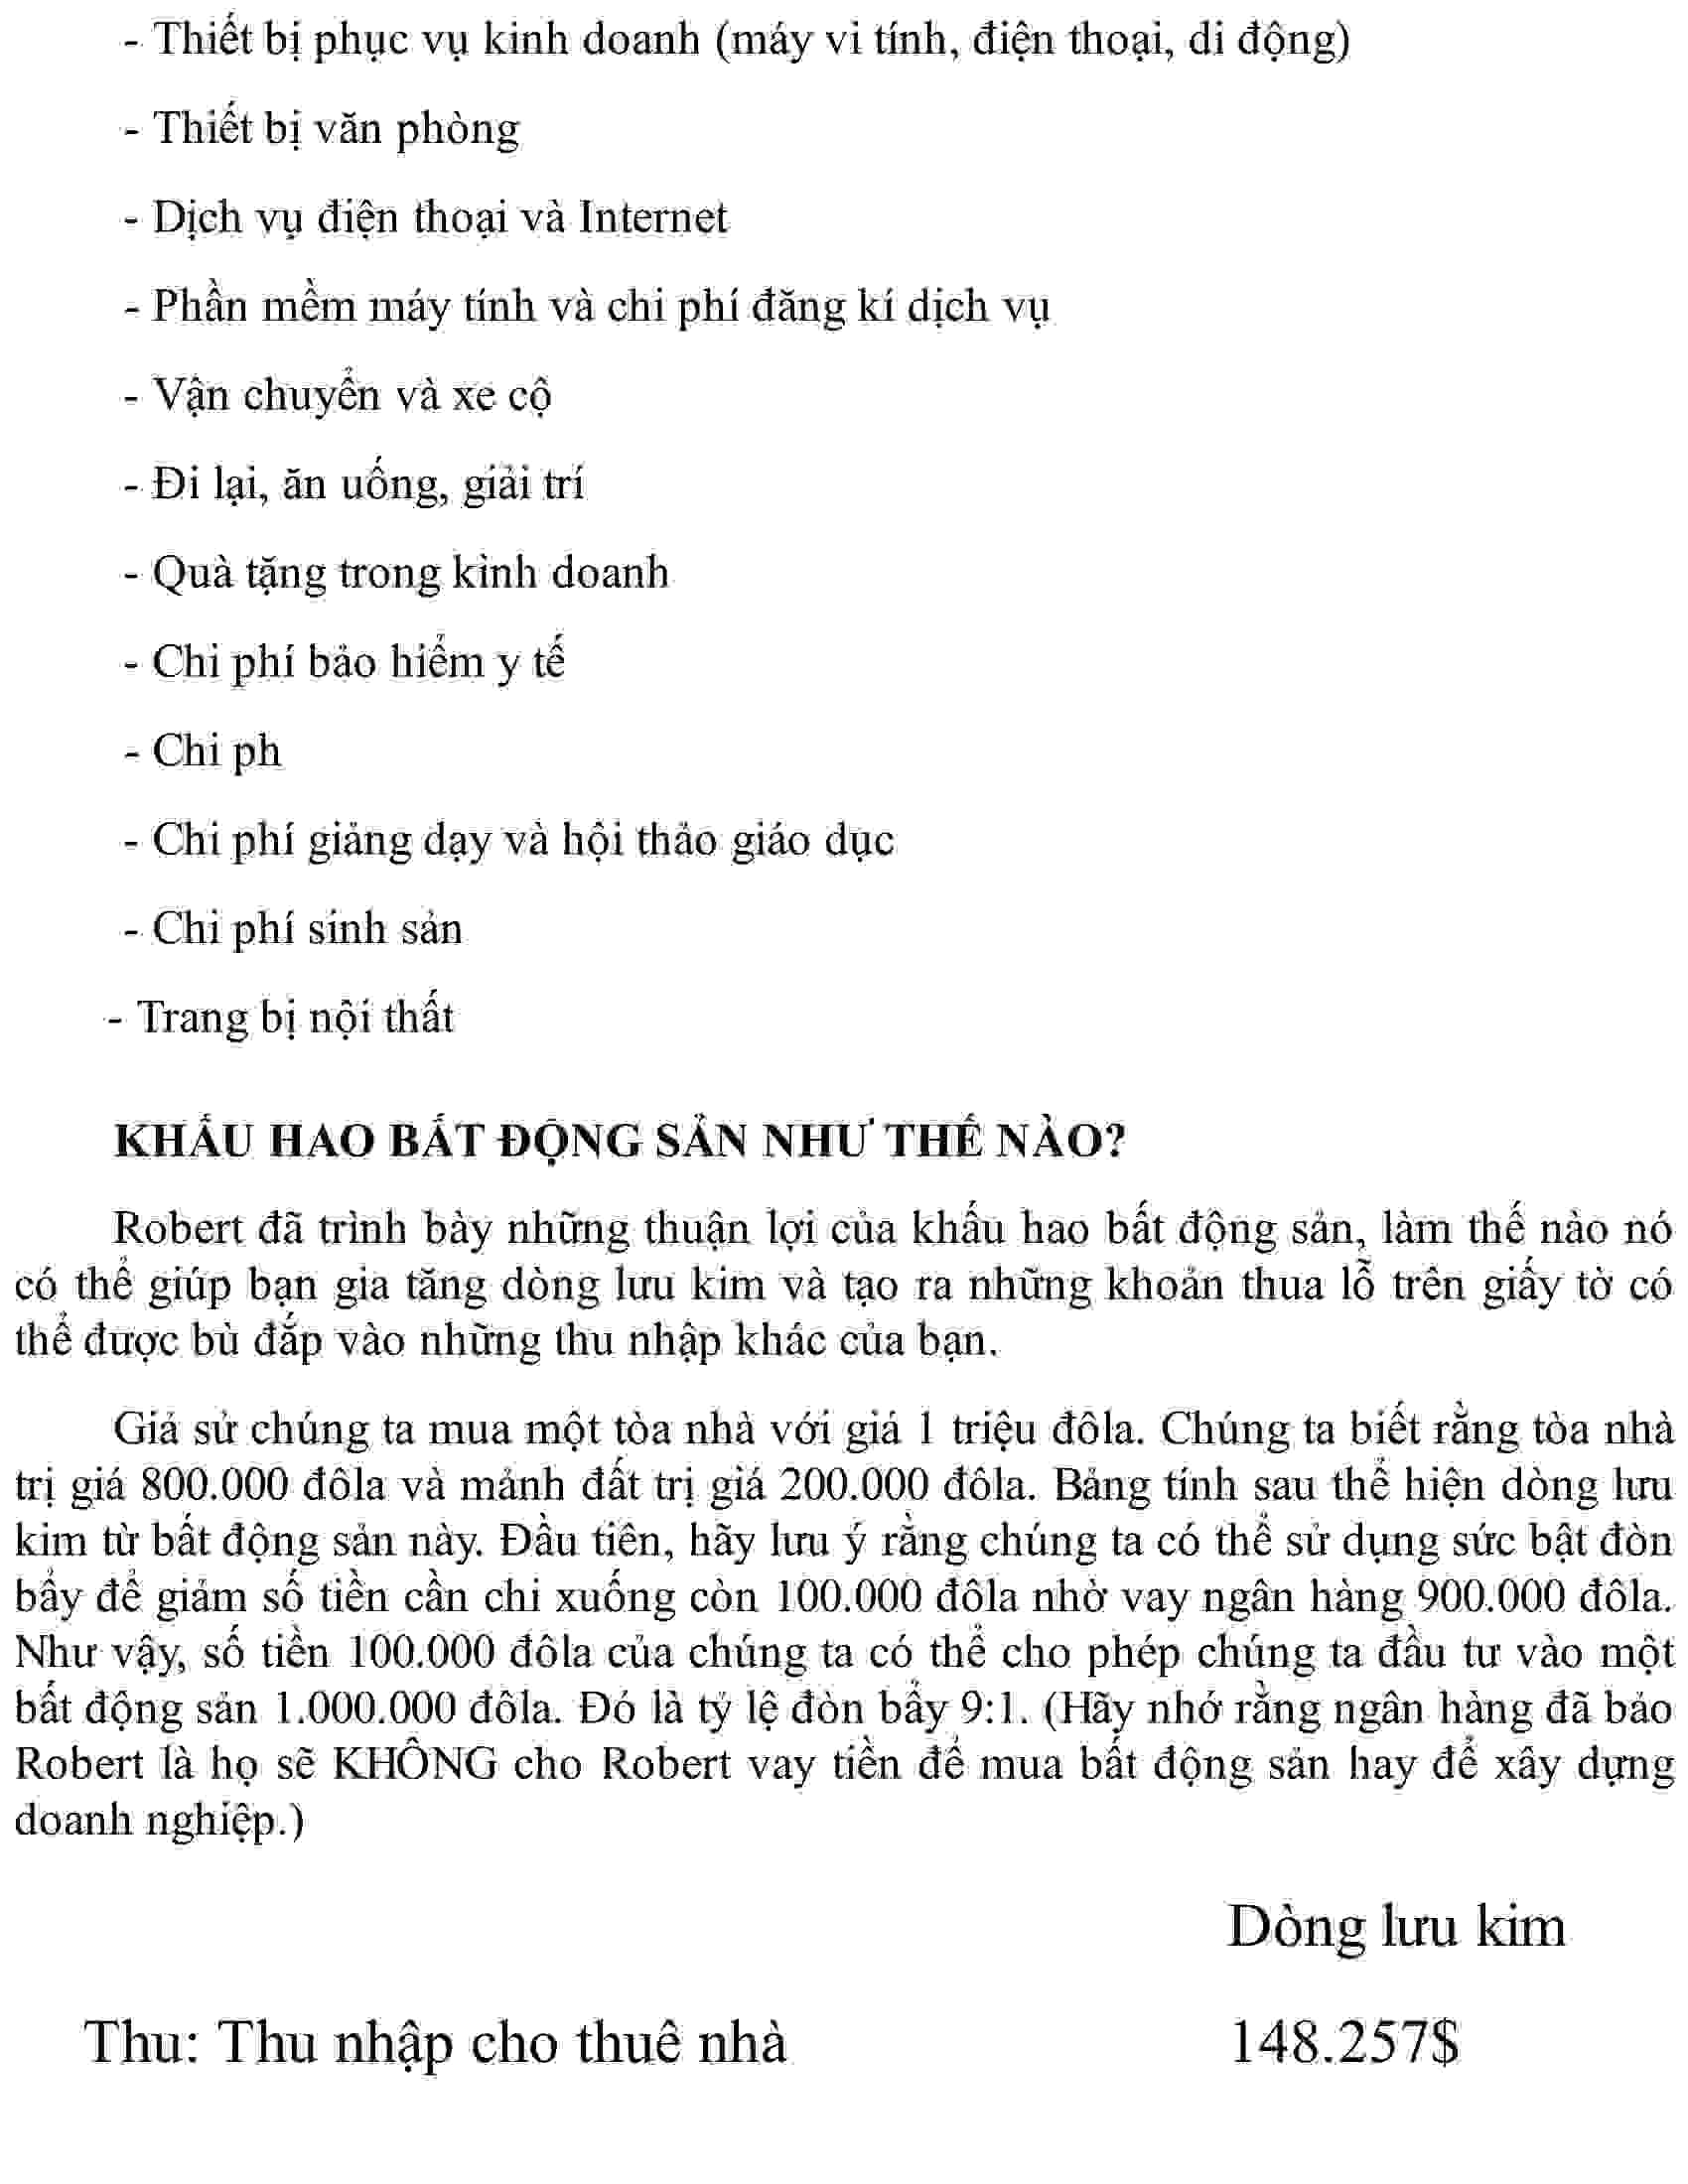 - Thiết bị phục vụ kinh doanh (máy vi tính, điện thoại, di động)
- Thiết bị văn phòng
- Dịch vụ điện thoại và Internet
- Phần mềm máy tính và chi phí đăng kí dịch vụ
- Vận chuyển và xe cộ
- Đi lại, ăn uống, giải trí
- Quà tặng trong kinh doanh
- Chi phí bảo hiểm y tế
- Chi ph
- Chi phí giảng dạy và hội thảo giáo dục
- Chi phí sinh sản
- Trang bị nội thất
KHẤU HAO BẤT ĐỘNG SẢN NHƯ THẾ NÀO?
Robert đã trình bày những thuận lợi của khấu hao bất động sản, làm thế nào nó
có thể giúp bạn gia tăng dòng lưu kim và tạo ra những khoản thua lỗ trên giấy tờ có
thể được bù đắp vào những thu nhập khác của bạn.
Giả sử chúng ta mua một tòa nhà với giá 1 triệu đôla. Chúng ta biết rằng tòa nhà
trị giá 800.000 đôla và mảnh đất trị giá 200.000 đôla. Bảng tính sau thể hiện dòng lưu
kim từ bất động sản này. Đầu tiên, hãy lưu ý rằng chúng ta có thể sử dụng sức bật đòn
bẩy để giảm số tiền cần chi xuống còn 100.000 đôla nhờ vay ngân hàng 900.000 đôla.
Như vậy, số tiền 100.000 đôla của chúng ta có thể cho phép chúng ta đầu tư vào một
bất động sản 1.000.000 đôla. Đó là tỷ lệ đòn bẩy 9:1. (Hãy nhớ rằng ngân hàng đã bảo
Robert là họ sẽ KHÔNG cho Robert vay tiền để mua bất động sản hay để xây dựng
doanh nghiệp.)
Dòng lưu kim
Thu: Thu nhập cho thuê nhà 148.257$